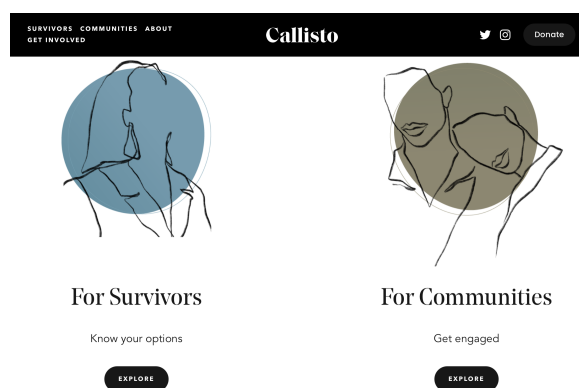 SURVIVORS COMMUNITIES ABOUT
GET INVOLVED
Callisto
Donate
For Survivors
Know your options
EXPLORE
For Communities
Get engaged
EXPLORE